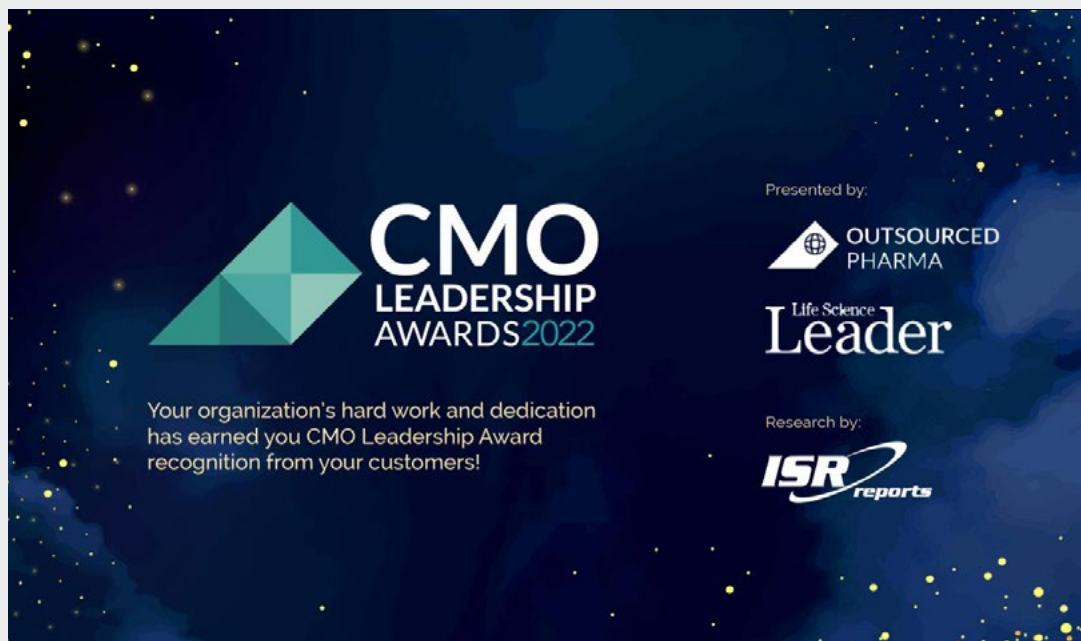 CMO
LEADERSHIP
AWARDS2022
Your organization's hard work and dedication
has earned you CMO Leadership Award
recognition from your customers!
Presented by:
OUTSOURCED
PHARMA
Life Science
Leader
Research by:
ISR
reports